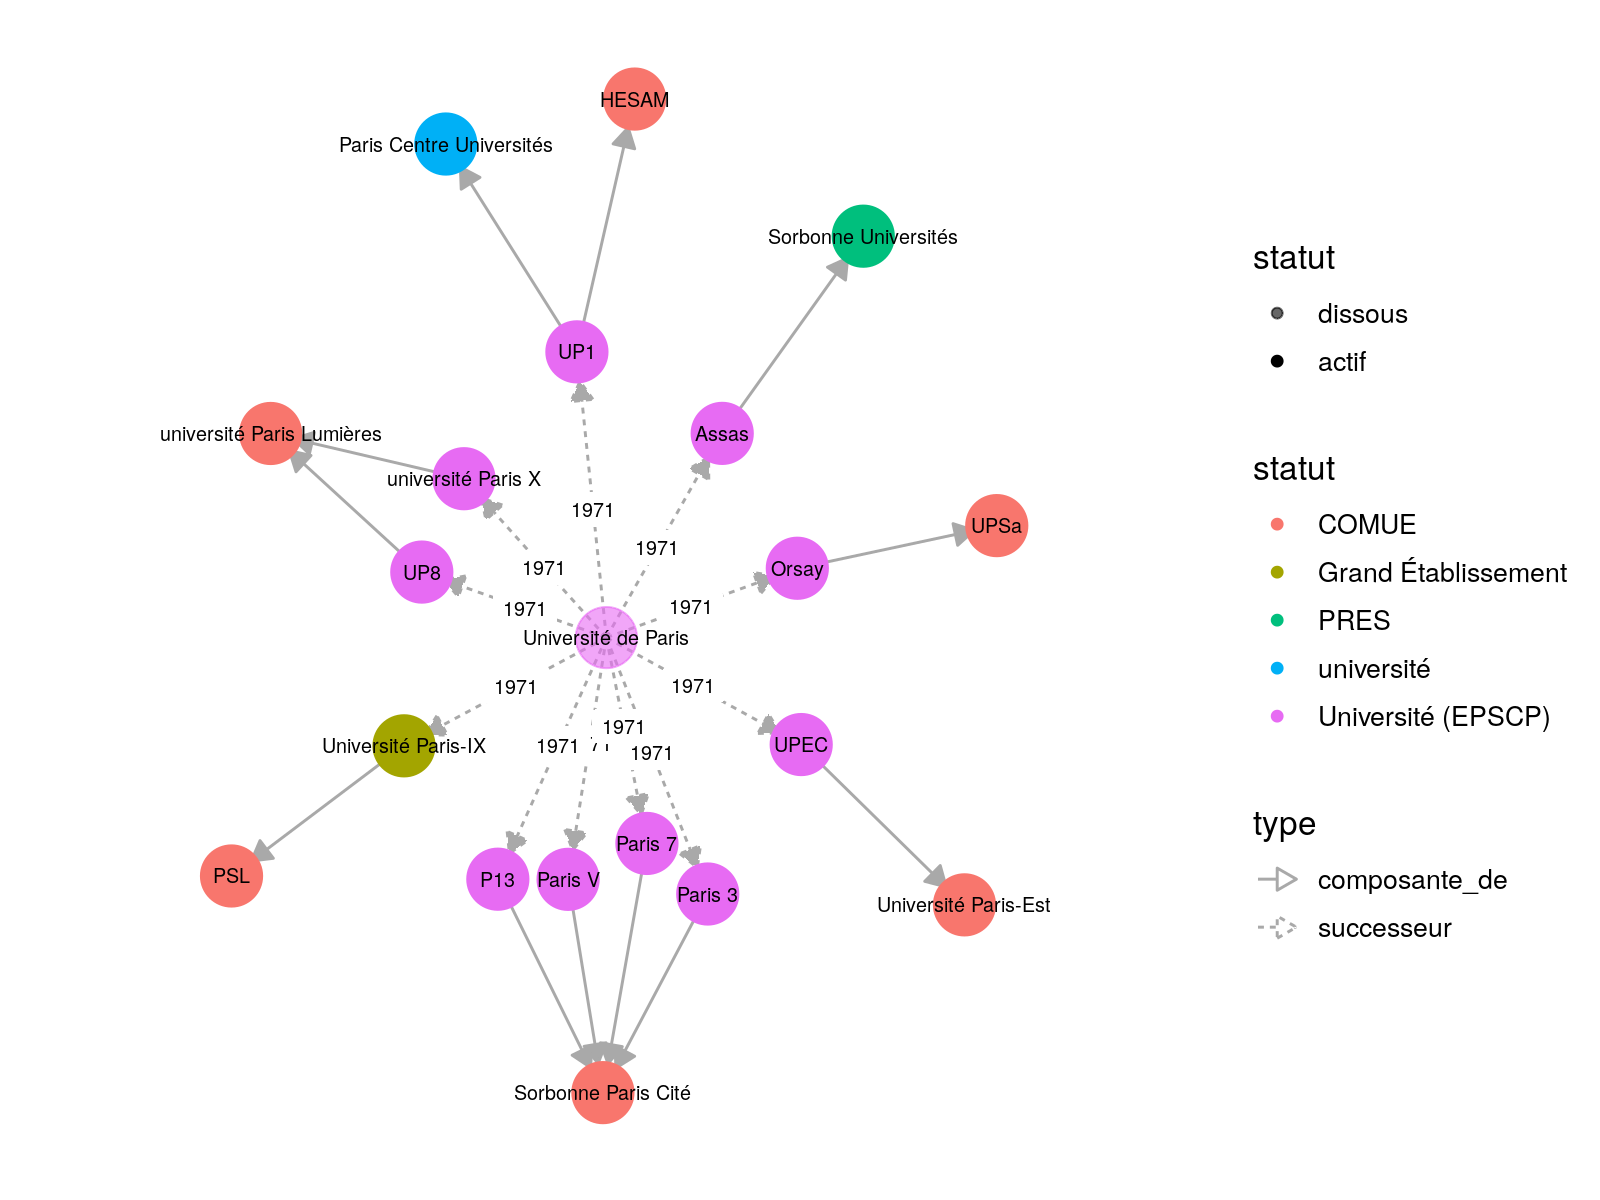 HESAM
Paris Centre Universités
Sorbonne Universités
UP1
Assas
université Paris Lumières
université Paris X
1971
UPSa
1971
Orsay
1971
UP8
1971
1971
Université de Paris
1971
1971
1971
1971
1971
Université Paris-IX
UPEC
Paris 7
PSL
P13
Paris V
Paris 3
Université Paris-Est
Sorbonne Paris Cité
statut
dissous
actif
statut
COMUE
Grand Établissement
PRES
université
Université (EPSCP)
type
composante_de
successeur